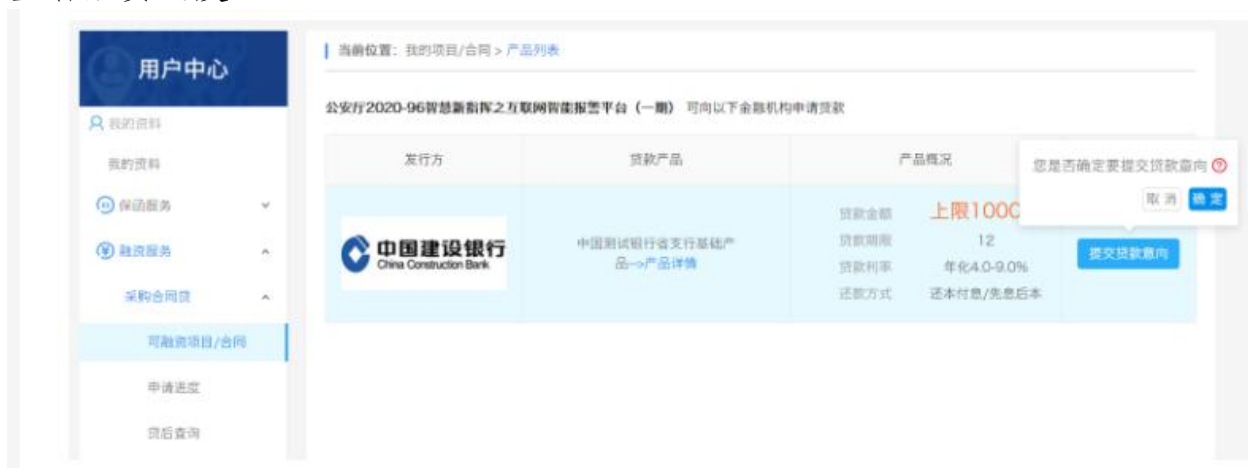 用户中心
当前位置：我的项目/合同 > 产品列表
我的资料
我的资料
保函服务
融资服务
采购合同贷
可融资项目/合同
申请进度
贷后查询
公安厅2020-96智慧新指挥之互联网智能报警平台（一期） 可向以下金融机构申请贷款
发行方
贷款产品
产品概况
您是否确定要提交贷款意向
取消
确定
中国建设银行
China Construction Bank
中国测试银行省支行基础产
品-->产品详情
贷款金额 上限1000
贷款期限 12
贷款利率 年化4.0-9.0%
还款方式 还本付息/先息后本
提交贷款意向